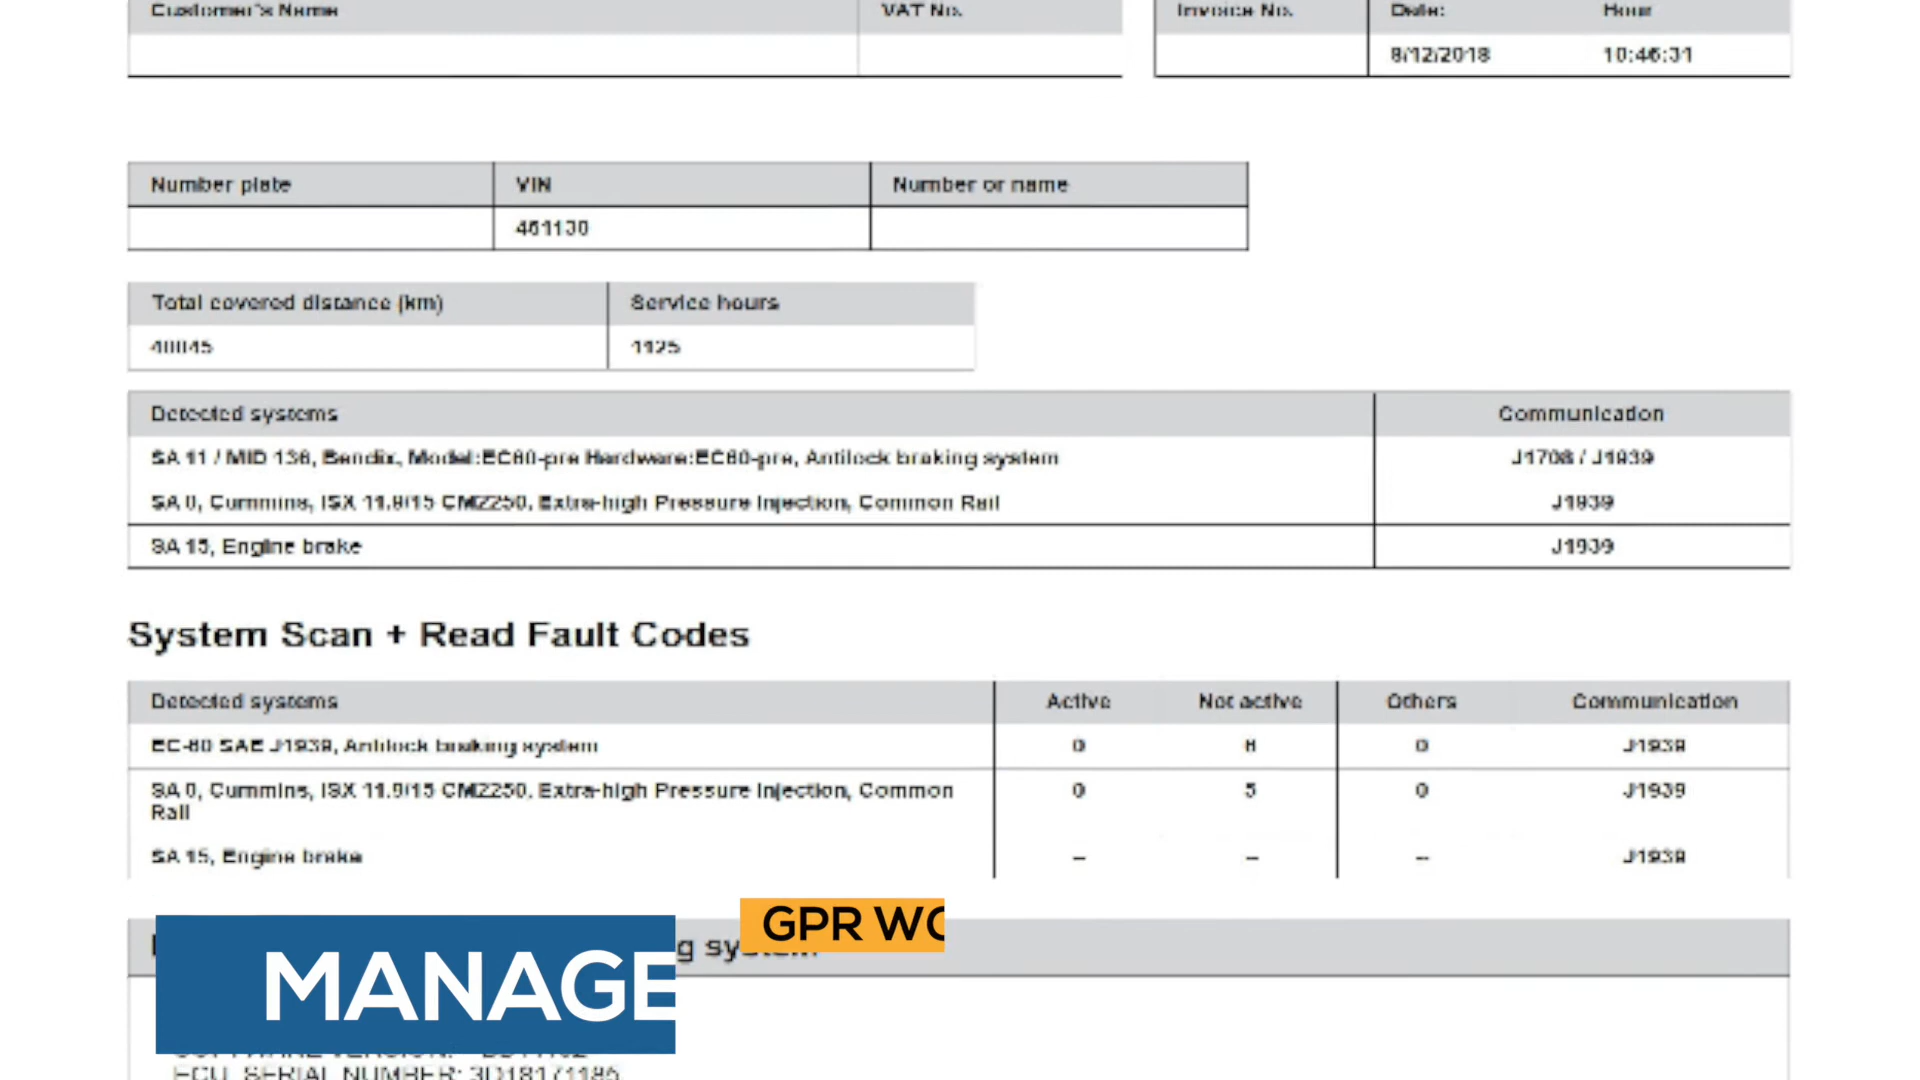 Customer's Name VAT No. Invoice No. Date: Hour
8/12/2018 10:46:31
Number plate VIN Number or name
461130
Total covered distance (km) Service hours
40045 1125
Detected systems Communication
SA 11 / MID 136, Bendix, Model:EC60-pre Hardware:EC60-pre, Antilock braking system J1708 / J1939
SA 0, Cummins, ISX 11.9/15 CM2250, Extra-high Pressure Injection, Common Rail J1939
SA 15, Engine brake J1939
System Scan + Read Fault Codes
Detected systems Active Not active Others Communication
EC-60 SAE J1939, Antilock braking system 0 0 J1939
SA 0, Cummins, ISX 11.9/15 CM2250, Extra-high Pressure Injection, Common 0 5 0 J1939
Rail
SA 15, Engine brake -- -- -- J1939
GPR WO
MANAGE
ECU SERIAL NUMBER: 3D18171185